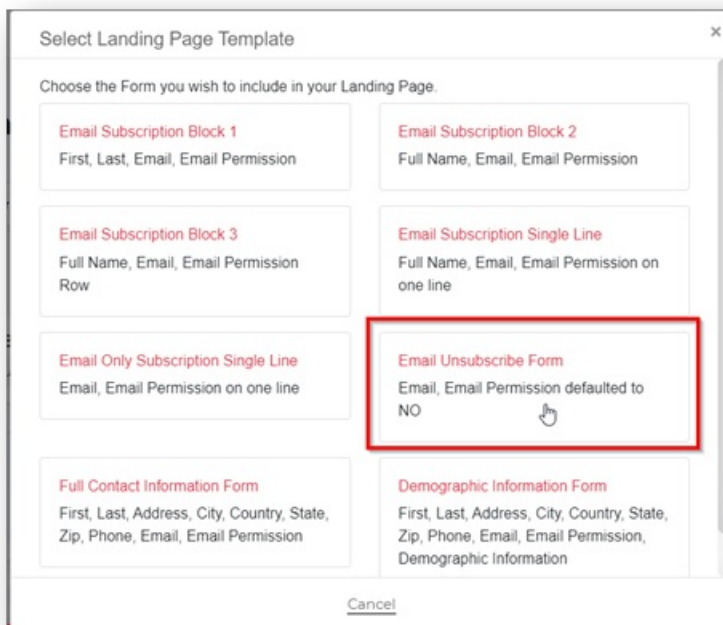 Select Landing Page Template
×
Choose the Form you wish to include in your Landing Page.
Email Subscription Block 1
First, Last, Email, Email Permission
Email Subscription Block 2
Full Name, Email, Email Permission
Email Subscription Block 3
Full Name, Email, Email Permission
Row
Email Subscription Single Line
Full Name, Email, Email Permission on
one line
Email Only Subscription Single Line
Email, Email Permission on one line
Email Unsubscribe Form
Email, Email Permission defaulted to
NO
Full Contact Information Form
First, Last, Address, City, Country, State,
Zip, Phone, Email, Email Permission
Demographic Information Form
First, Last, Address, City, Country, State,
Zip, Phone, Email, Email Permission,
Demographic Information
Cancel